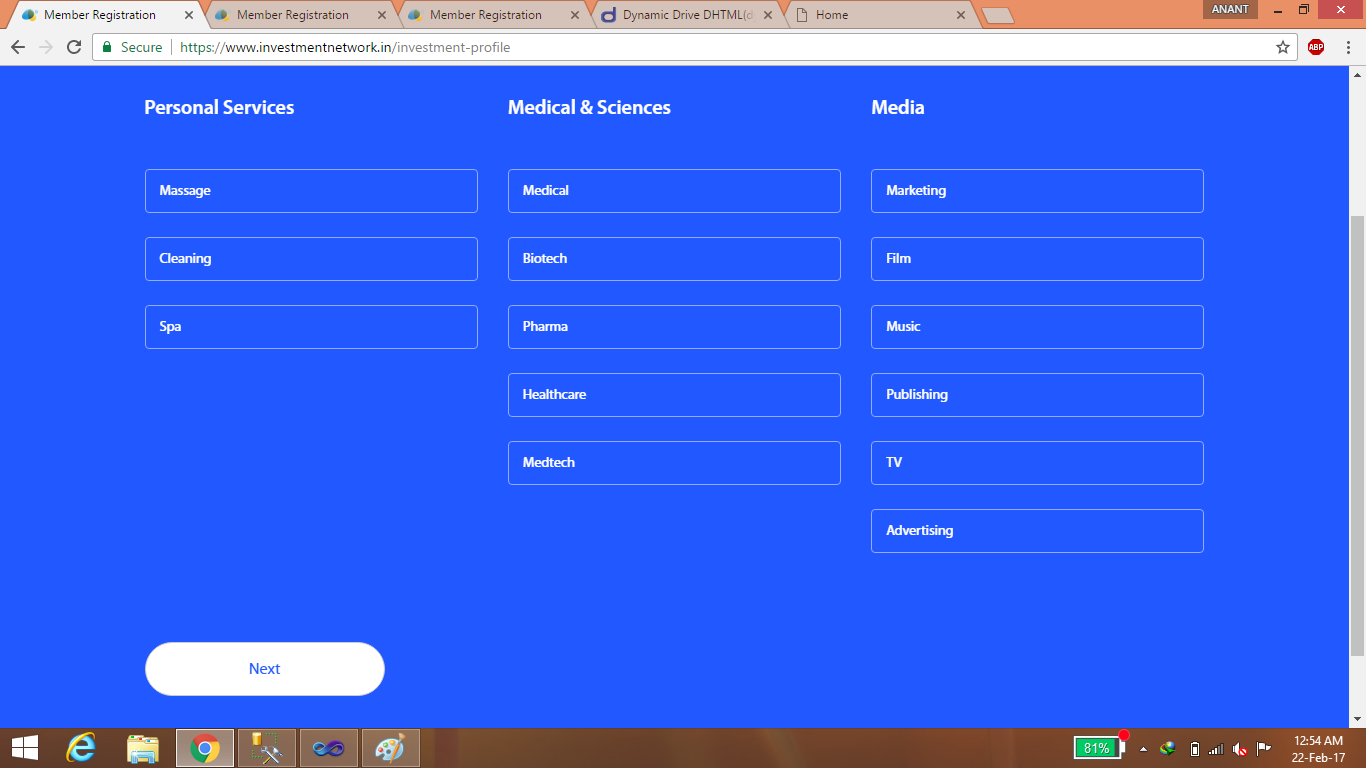 Member Registration
Member Registration
Member Registration
Dynamic Drive DHTML(d
Home
ANANT
Secure
https://www.investmentnetwork.in/investment-profile
ABP
Personal Services
Medical & Sciences
Media
Massage
Medical
Marketing
Cleaning
Biotech
Film
Spa
Pharma
Music
Healthcare
Publishing
Medtech
TV
Advertising
Next
81%
12:54 AM
22-Feb-17